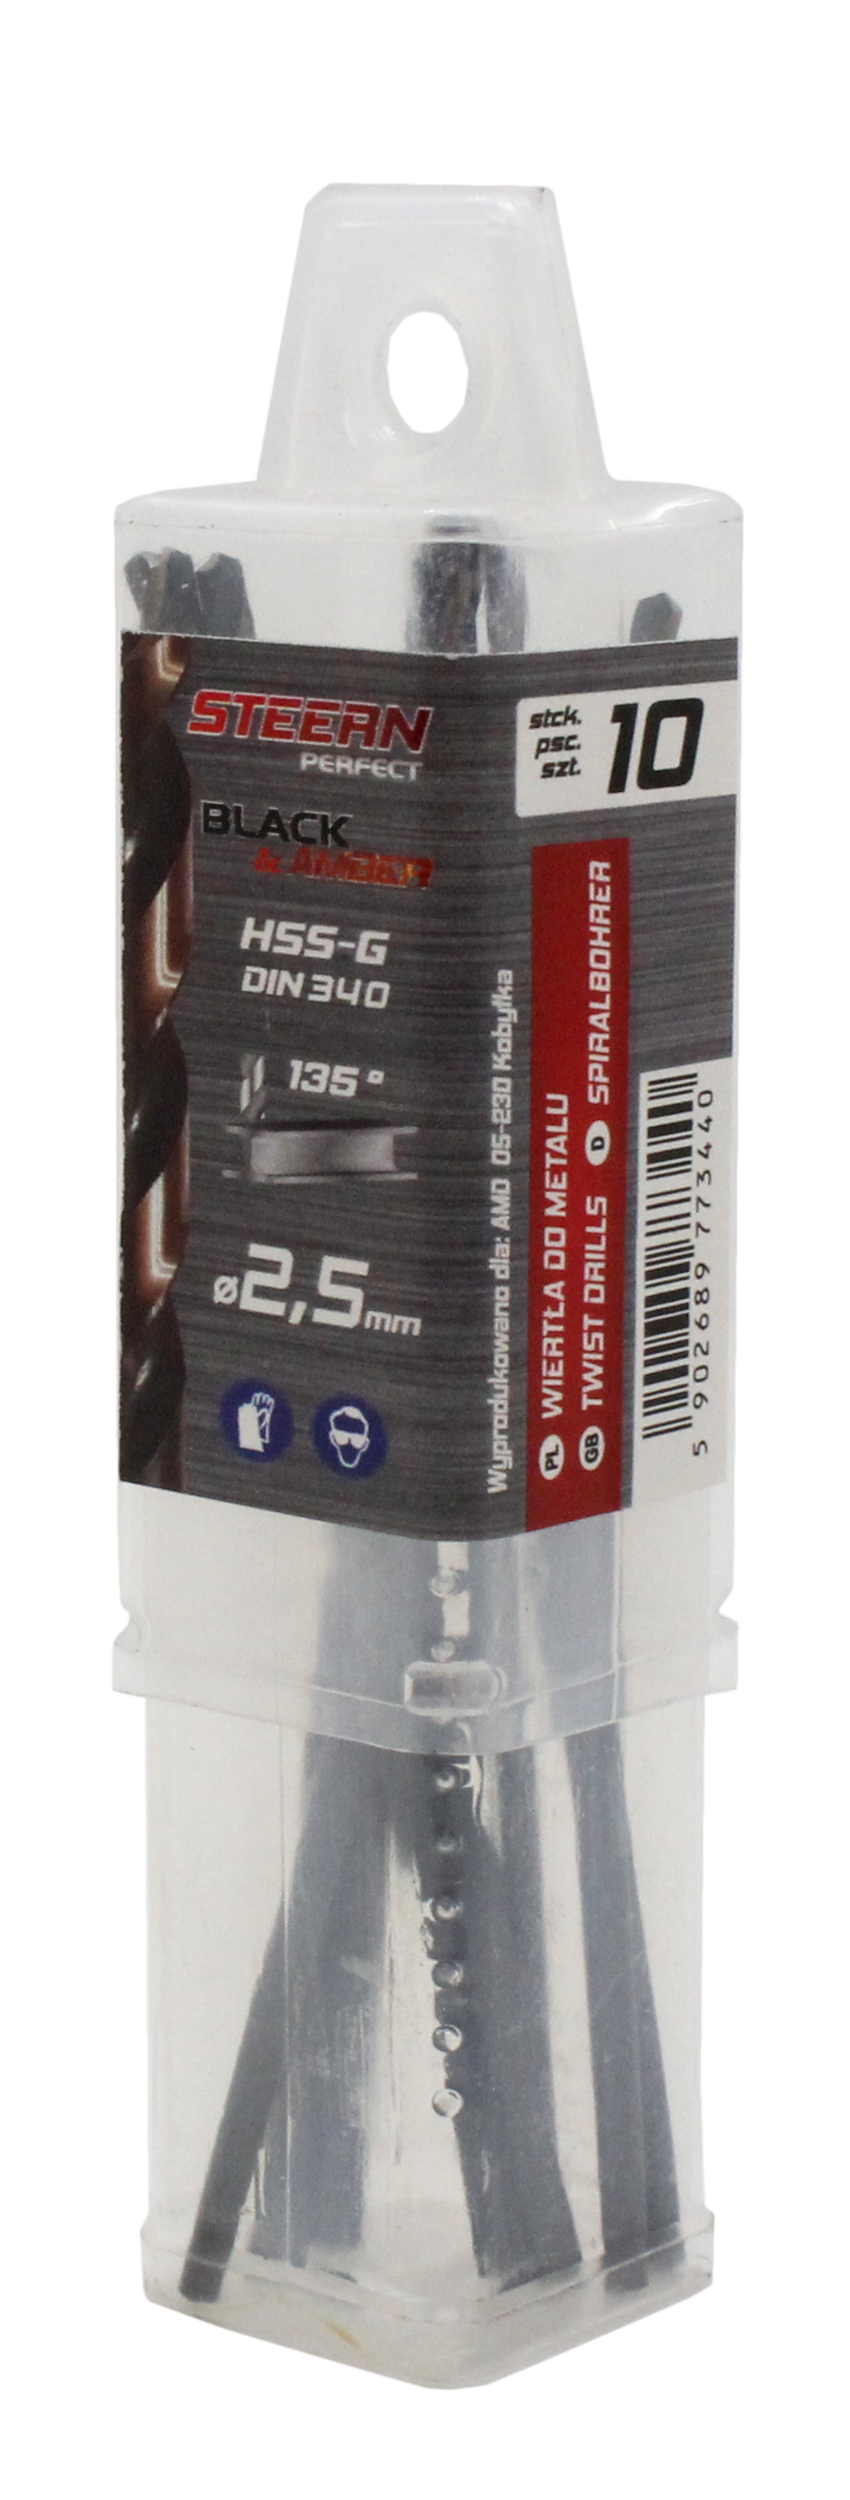 STEERN
PERFECT
BLACK
& AMBER
HSS-G
DIN 340
135°
ø2,5mm
Wyprodukowano dla: AMD 05-230 Kobyłka
stck.
psc.
szt.
10
PL WIERTŁA DO METALU
GB TWIST DRILLS D SPIRALBOHRER
5 902689 773440